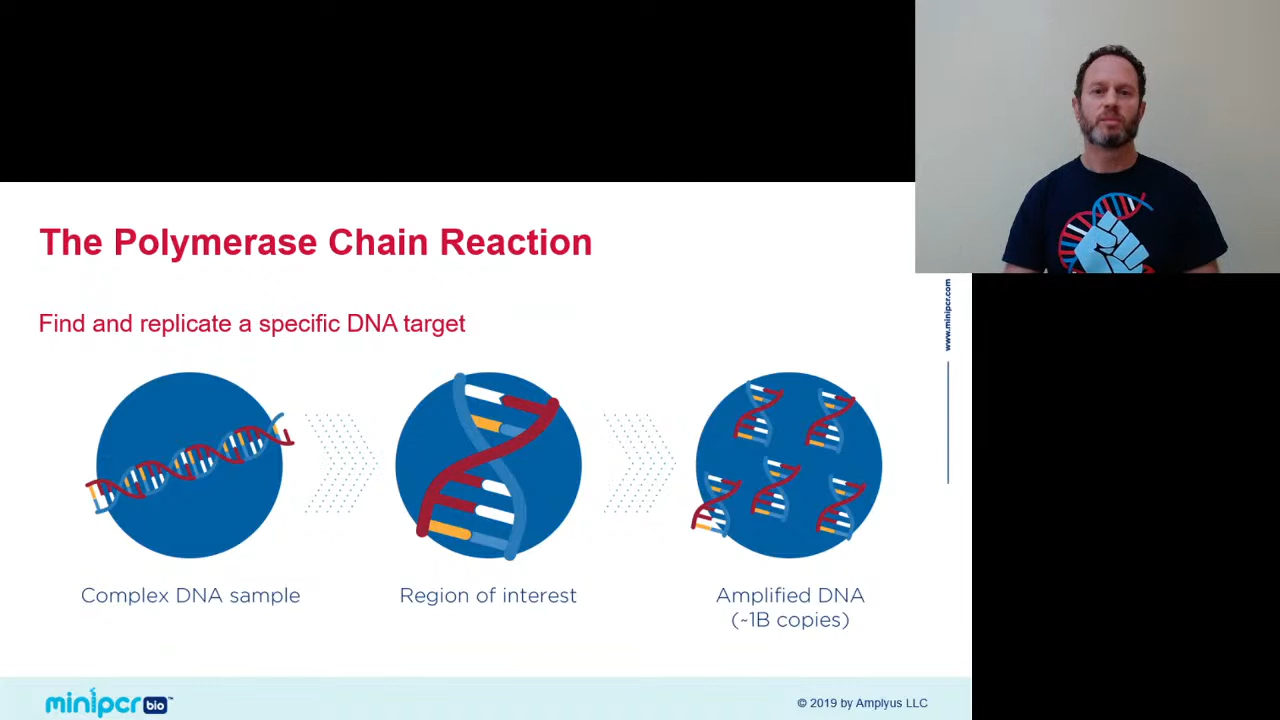 The Polymerase Chain Reaction
Find and replicate a specific DNA target
www.minipcr.com
Complex DNA sample
Region of interest
Amplified DNA
(~1B copies)
minipcr bio™
© 2019 by Amplyus LLC